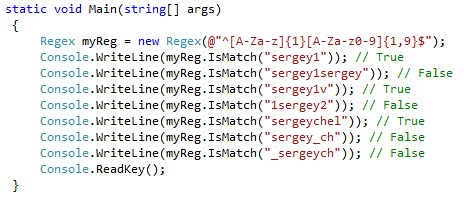 static void Main(string[] args)
{
Regex myReg = new Regex(@"^[A-Za-z]{1}[A-Za-z0-9]{1,9}$");
Console.WriteLine(myReg.IsMatch("sergey1")); // True
Console.WriteLine(myReg.IsMatch("sergey1sergey")); // False
Console.WriteLine(myReg.IsMatch("sergey1v")); // True
Console.WriteLine(myReg.IsMatch("1sergey2")); // False
Console.WriteLine(myReg.IsMatch("sergeychel")); // True
Console.WriteLine(myReg.IsMatch("sergey_ch")); // False
Console.WriteLine(myReg.IsMatch("_sergeych")); // False
Console.ReadKey();
}